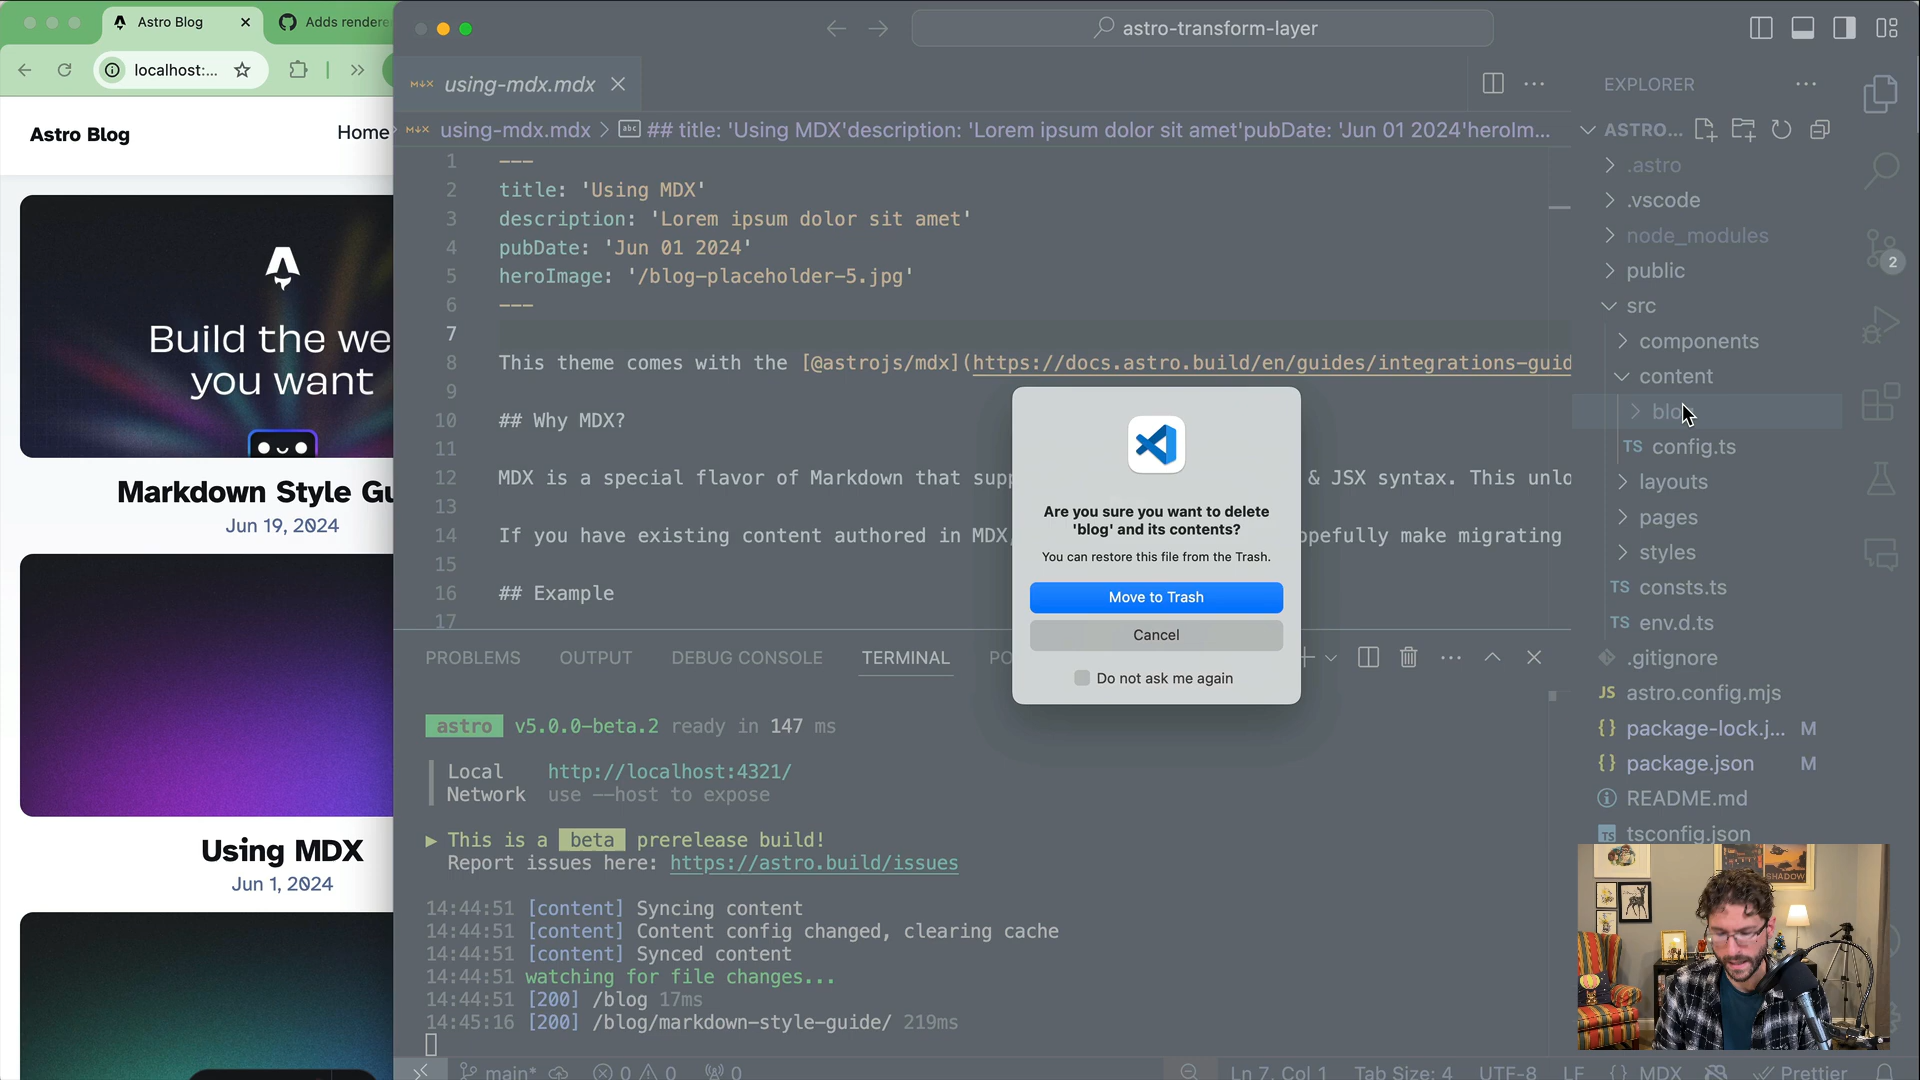 Astro Blog
Adds rendere
localhost:...
Astro Blog
Home
Build the we
you want
Markdown Style Gu
Jun 19, 2024
Using MDX
Jun 1, 2024
astro-transform-layer
using-mdx.mdx
using-mdx.mdx > abc ## title: 'Using MDX'description: 'Lorem ipsum dolor sit amet'pubDate: 'Jun 01 2024'heroIm...
1 ---
2 title: 'Using MDX'
3 description: 'Lorem ipsum dolor sit amet'
4 pubDate: 'Jun 01 2024'
5 heroImage: '/blog-placeholder-5.jpg'
6 ---
7
8 This theme comes with the [@astrojs/mdx](https://docs.astro.build/en/guides/integrations-guid
9
10 ## Why MDX?
11
12 MDX is a special flavor of Markdown that supp & JSX syntax. This unlo
13
14 If you have existing content authored in MDX, opefully make migrating
15
16 ## Example
17
Are you sure you want to delete
'blog' and its contents?
You can restore this file from the Trash.
Move to Trash
Cancel
Do not ask me again
PROBLEMS OUTPUT DEBUG CONSOLE TERMINAL PO
astro v5.0.0-beta.2 ready in 147 ms
Local http://localhost:4321/
Network use --host to expose
▶ This is a beta prerelease build!
Report issues here: https://astro.build/issues
14:44:51 [content] Syncing content
14:44:51 [content] Content config changed, clearing cache
14:44:51 [content] Synced content
14:44:51 watching for file changes...
14:44:51 [200] /blog 17ms
14:45:16 [200] /blog/markdown-style-guide/ 219ms
EXPLORER
ASTRO...
.astro
.vscode
node_modules
public
src
components
content
blo
TS config.ts
layouts
pages
styles
TS consts.ts
TS env.d.ts
.gitignore
JS astro.config.mjs
{} package-lock.j... M
{} package.json M
README.md
TS tsconfig.json
2
SHADOW
main* 0 0 0 Ln 7, Col 1 Tab Size: 4 UTF-8 LF {} MDX Prettier